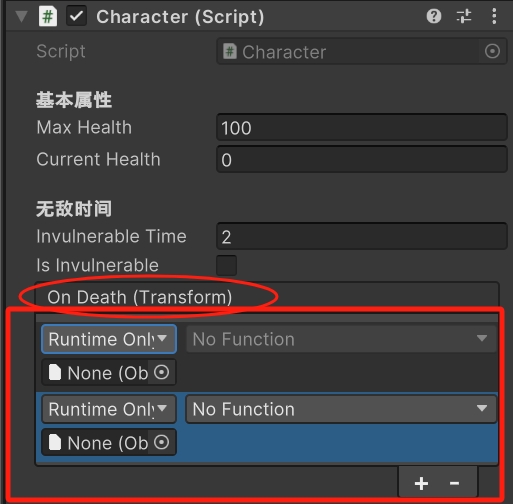 Character (Script)
Script
Character
基本属性
Max Health
100
Current Health
0
无敌时间
Invulnerable Time
2
Is Invulnerable
On Death (Transform)
Runtime Only
No Function
None (Ob
Runtime Only
No Function
None (Ob
+ -